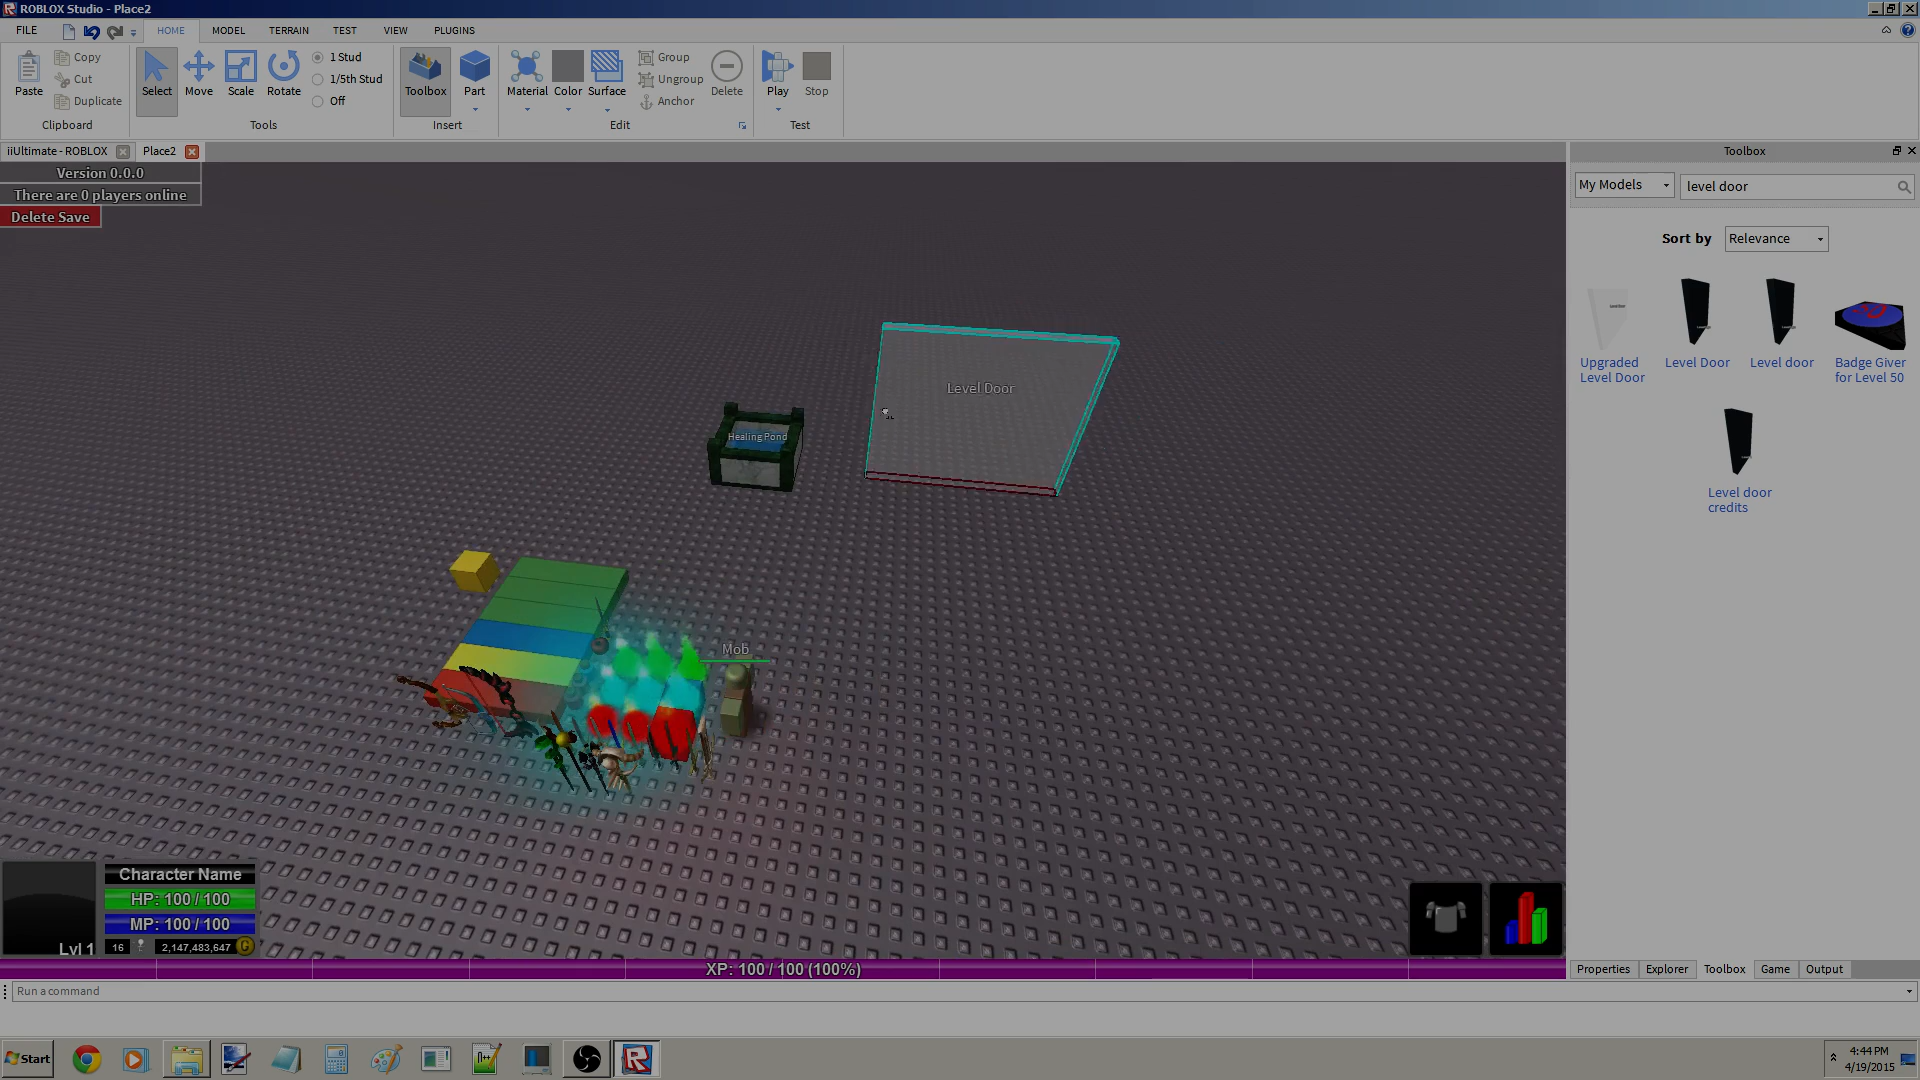 ROBLOX Studio - Place2
FILE HOME MODEL TERRAIN TEST VIEW PLUGINS
Paste
Copy
Cut
Duplicate
Clipboard
Select Move Scale Rotate
1 Stud
1/5th Stud
Off
Tools
Toolbox Part
Insert
Material Color Surface
Group
Ungroup
Anchor
Delete
Edit
Play Stop
Test
iiUltimate - ROBLOX Place2
Version 0.0.0
There are 0 players online
Delete Save
Level Door
Healing Pond
Mob
Character Name
HP: 100 / 100
MP: 100 / 100
Lvl 1
16
2,147,483,647
G
XP: 100 / 100 (100%)
Toolbox
My Models level door
Sort by Relevance
Upgraded
Level Door
Level Door
Level door
Badge Giver
for Level 50
Level door
credits
Properties Explorer Toolbox Game Output
Run a command
Start
4:44 PM
4/19/2015